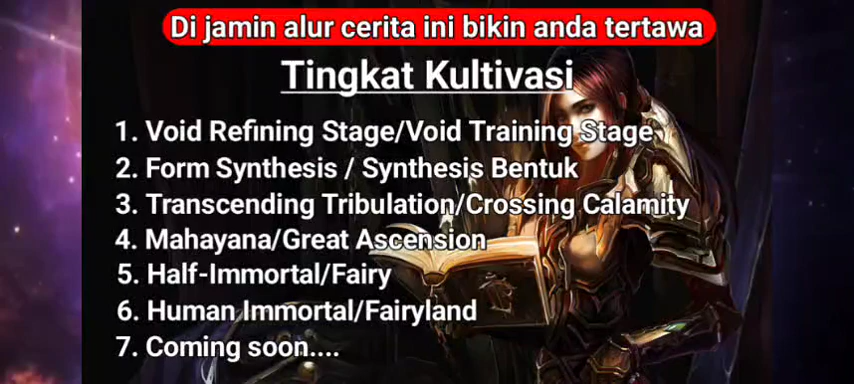 Di jamin alur cerita ini bikin anda tertawa
Tingkat Kultivasi
1. Void Refining Stage/Void Training Stage
2. Form Synthesis / Synthesis Bentuk
3. Transcending Tribulation/Crossing Calamity
4. Mahayana/Great Ascension
5. Half-Immortal/Fairy
6. Human Immortal/Fairyland
7. Coming soon....